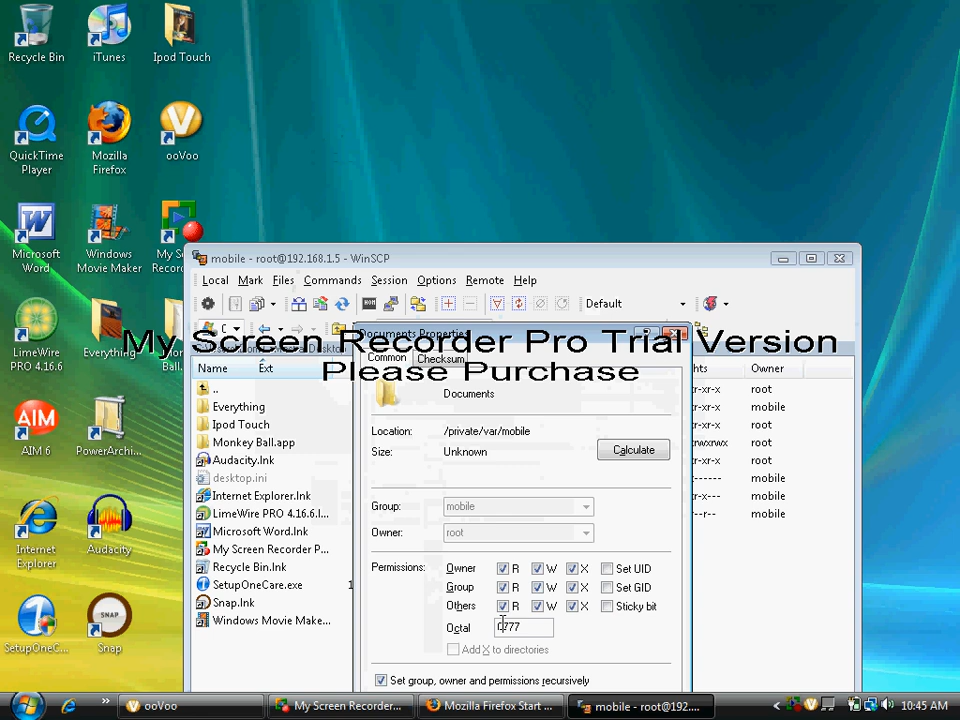 Recycle Bin
iTunes
Ipod Touch
QuickTime Player
Mozilla Firefox
ooVoo
Microsoft Word
Windows Movie Maker
LimeWire PRO 4.16.6
Everything
AIM 6
PowerArchi...
Internet Explorer
Audacity
SetupOneC...
Snap
mobile - root@192.168.1.5 - WinSCP
Local Mark Files Commands Session Options Remote Help
Default
Documents Properties
My Screen Recorder Pro Trial Version
Please Purchase
Common Checksum
Name Ext
Owner
..
Everything
Ipod Touch
Monkey Ball.app
Audacity.lnk
desktop.ini
Internet Explorer.lnk
LimeWire PRO 4.16.6.l...
Microsoft Word.lnk
My Screen Recorder P...
Recycle Bin.lnk
SetupOneCare.exe 1
Snap.lnk
Windows Movie Make...
Documents
Location: /private/var/mobile
Size: Unknown
Calculate
Group: mobile
Owner: root
Permissions: Owner R W X Set UID
Group R W X Set GID
Others R W X Sticky bit
Octal 0777
Add X to directories
Set group, owner and permissions recursively
r-xr-x root
r-xr-x mobile
r-xr-x root
rwxrwx root
r-xr-x root
------ mobile
r-x--- mobile
r--r-- mobile
ooVoo
My Screen Recorder...
Mozilla Firefox Start ...
mobile - root@192....
10:45 AM